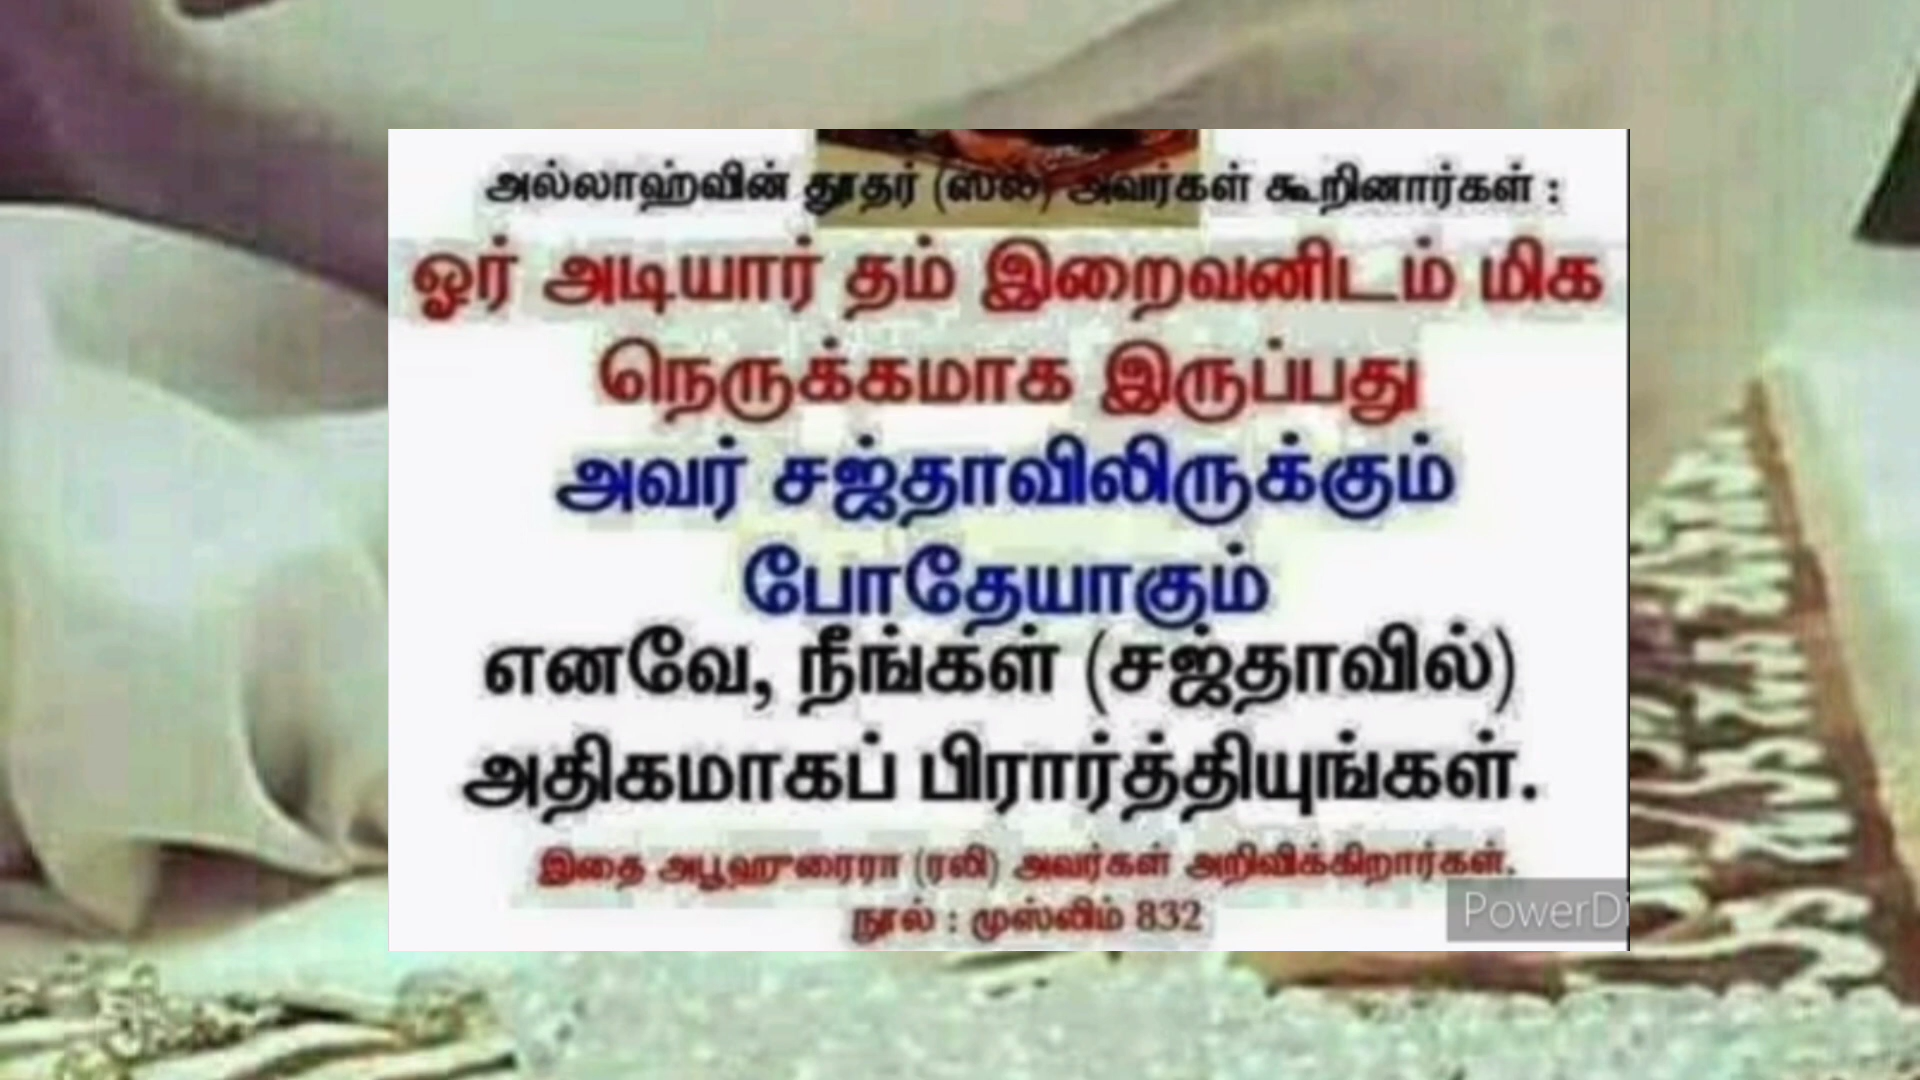 அல்லாஹ்வின் தூதர் (ஸல்) அவர்கள் கூறினார்கள் :
ஓர் அடியார் தம் இறைவனிடம் மிக
நெருக்கமாக இருப்பது
அவர் சஜ்தாவிலிருக்கும்
போதேயாகும்
எனவே, நீங்கள் (சஜ்தாவில்)
அதிகமாகப் பிரார்த்தியுங்கள்.
இதை அபூஹுரைரா (ரலி) அவர்கள் அறிவிக்கிறார்கள்.
நூல் : முஸ்லிம் 832
PowerDi